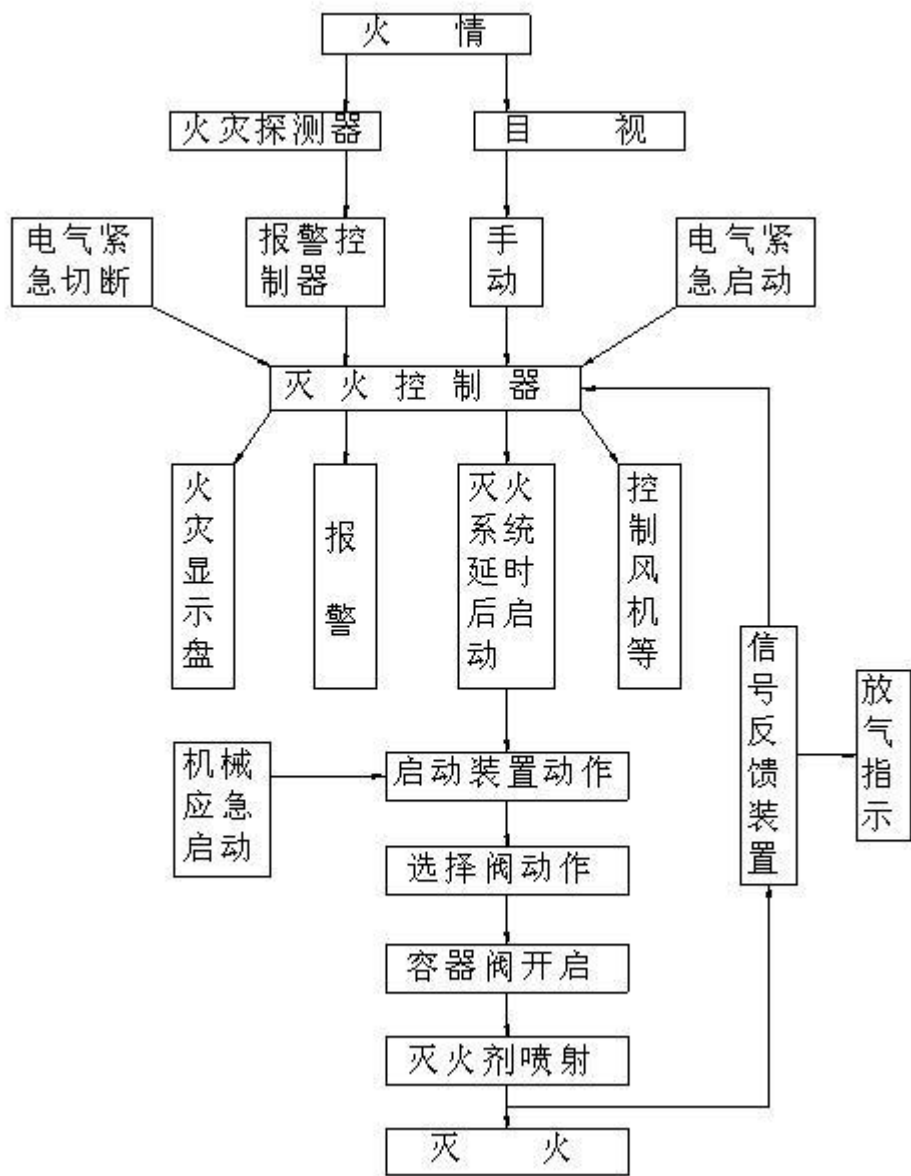 火 情
火灾探测器
目 视
电气紧
急切断
报警控
制器
手
动
电气紧
急启动
灭火控制器
火
灾
显
示
盘
报
警
灭火
系统
延时
后启
动
控
制
风
机
等
信
号
反
馈
装
置
放
气
指
示
机械
应急
启动
启动装置动作
选择阀动作
容器阀开启
灭火剂喷射
灭 火